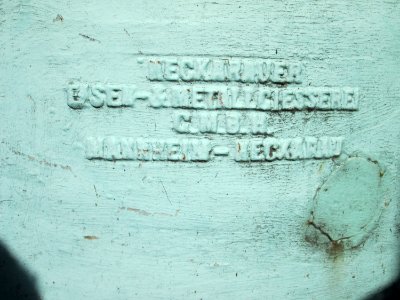 NECKARAUER
EISEN-&METALLGIESSEREI
G.M.B.H.
MANNHEIM-NECKARAU